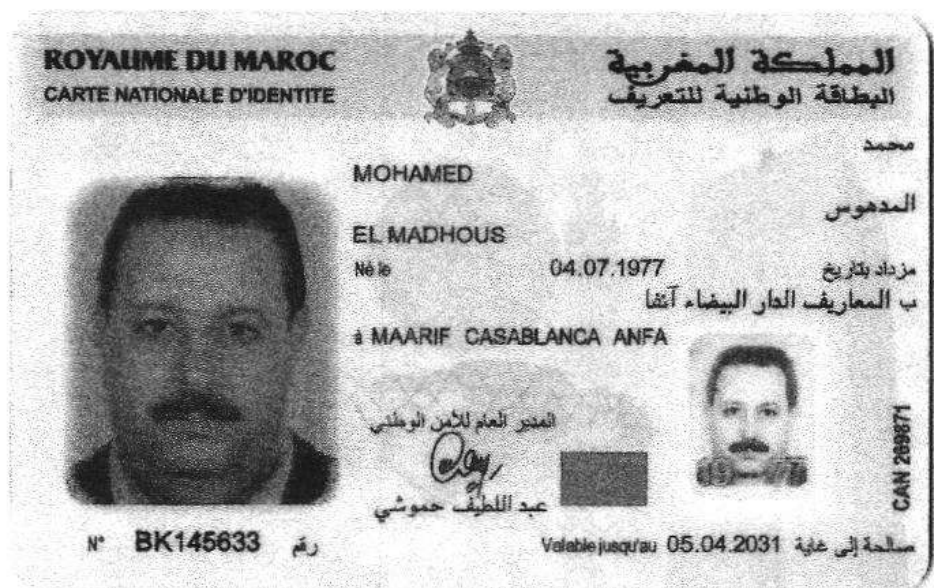 ROYAUME DU MAROC
المملكة المغربية
CARTE NATIONALE D'IDENTITE
البطاقة الوطنية للتعريف
محمد
MOHAMED
المدهوس
EL MADHOUS
Né le 04.07.1977 مزداد بتاريخ
ب المعاريف الدار البيضاء آنفا
à MAARIF CASABLANCA ANFA
المدير العام للأمن الوطني
عبد اللطيف حموشي
CAN 269871
N° BK145633 رقم
Valable jusqu'au 05.04.2031 صالحة إلى غاية